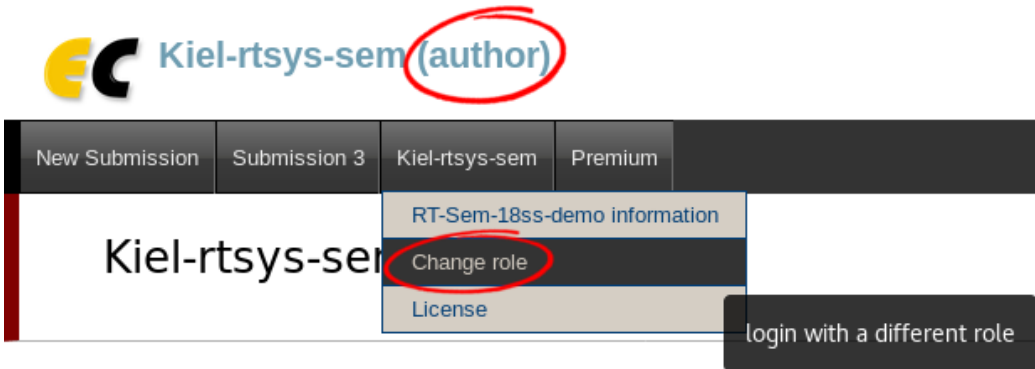 EC Kiel-rtsys-sem (author)
New Submission Submission 3 Kiel-rtsys-sem Premium
RT-Sem-18ss-demo information
Kiel-rtsys-se
Change role
License
login with a different role